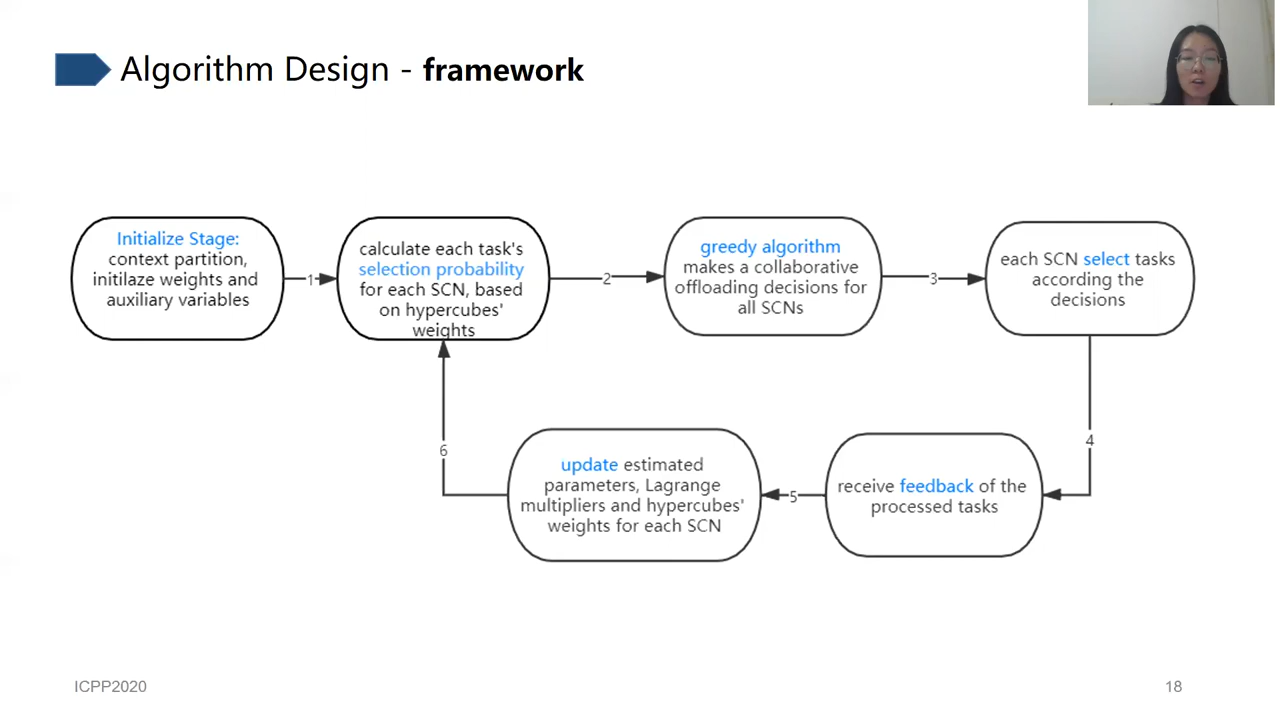 Algorithm Design - framework
Initialize Stage:
context partition,
initilaze weights and
auxiliary variables
1
calculate each task's
selection probability
for each SCN, based
on hypercubes'
weights
2
greedy algorithm
makes a collaborative
offloading decisions for
all SCNs
3
each SCN select tasks
according the
decisions
4
receive feedback of the
processed tasks
5
update estimated
parameters, Lagrange
multipliers and hypercubes'
weights for each SCN
6
ICPP2020
18